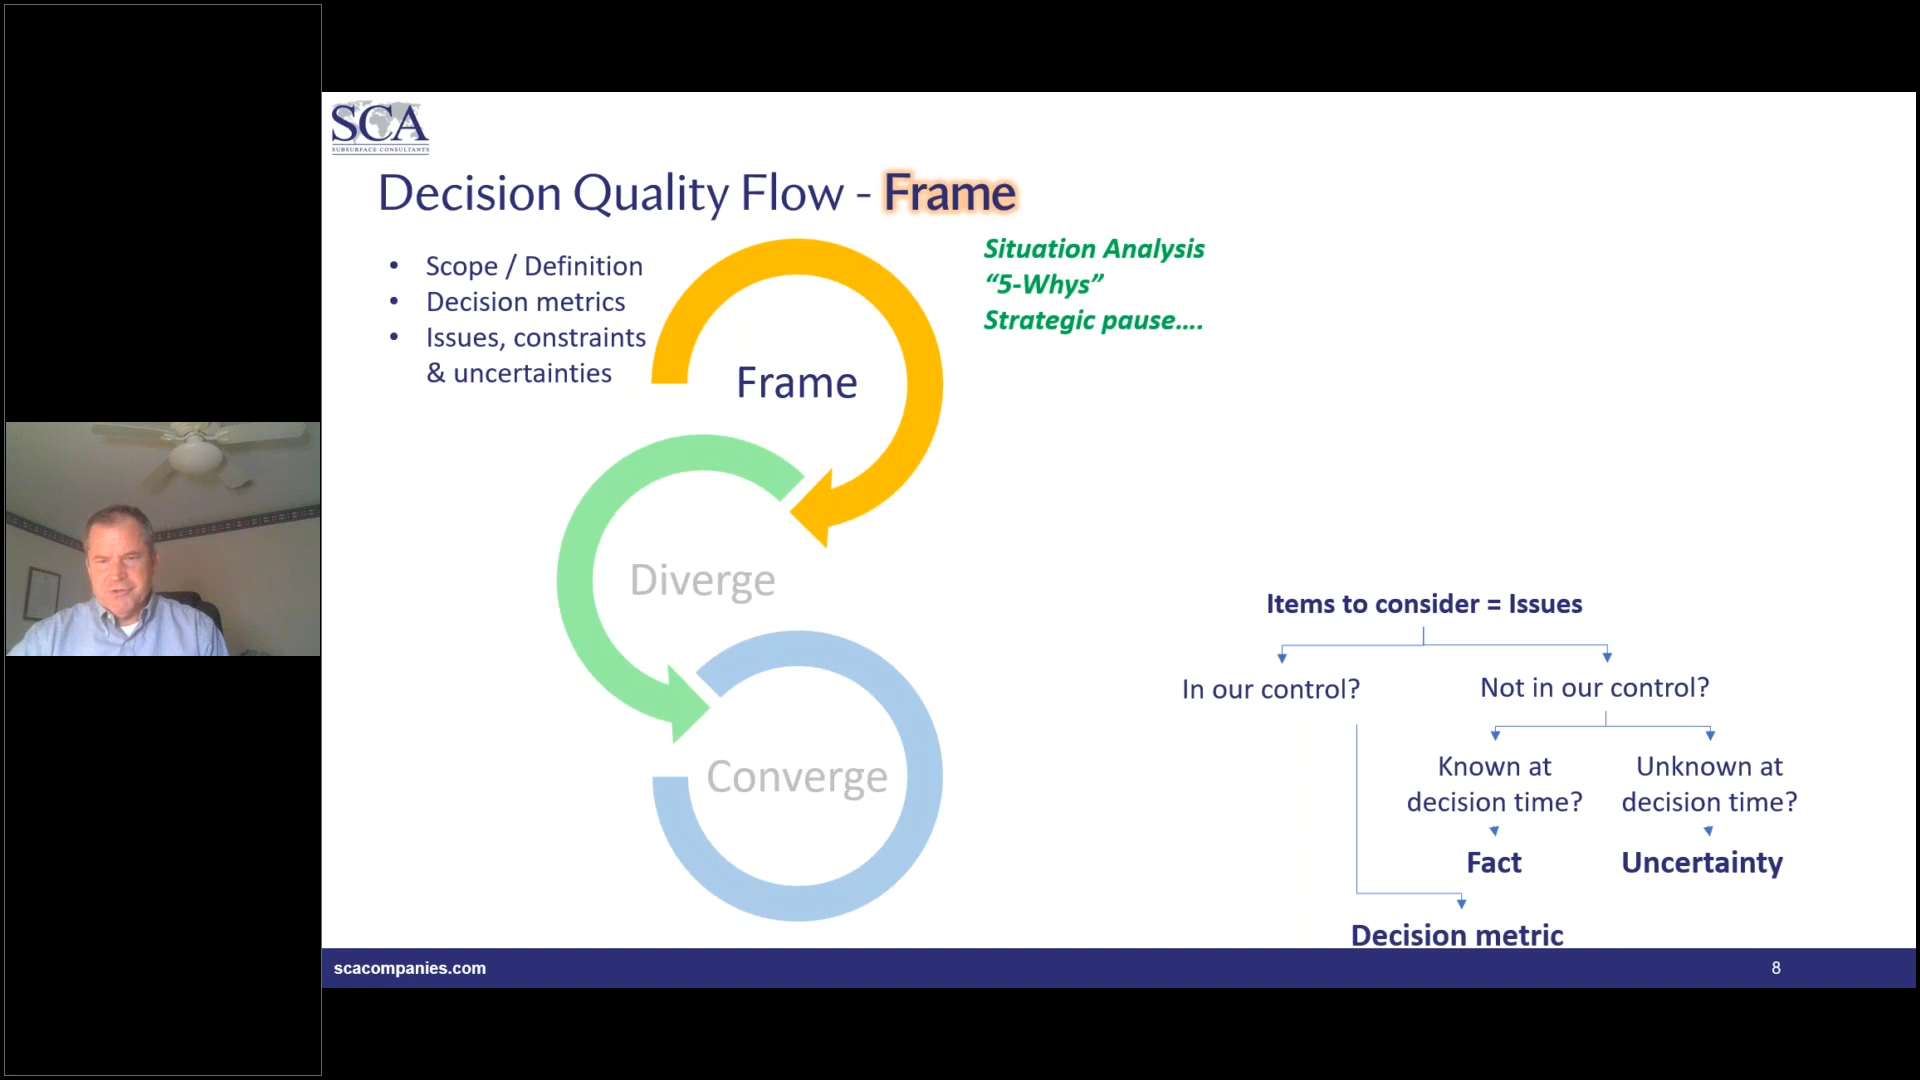 SCA
SUBSURFACE CONSULTANTS
Decision Quality Flow - Frame
• Scope / Definition
• Decision metrics
• Issues, constraints
& uncertainties
Situation Analysis
“5-Whys”
Strategic pause....
Frame
Diverge
Converge
Items to consider = Issues
In our control?
Not in our control?
Known at
decision time?
Unknown at
decision time?
Fact
Uncertainty
Decision metric
scacompanies.com
8